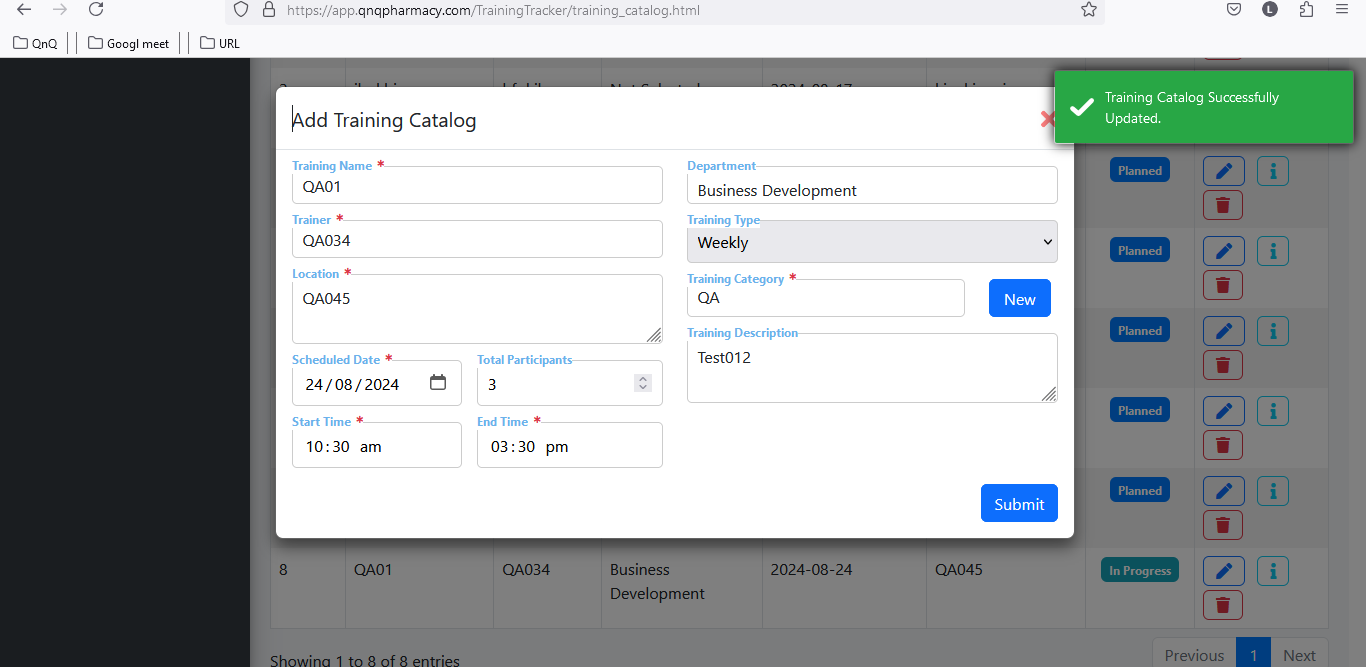 https://app.qnqpharmacy.com/TrainingTracker/training_catalog.html
L
QnQ
Googl meet
URL
2024-08-17
Training Catalog Successfully
Updated.
Add Training Catalog
Training Name *
QA01
Department
Business Development
Trainer *
QA034
Training Type
Weekly
Location *
QA045
Training Category *
QA
New
Training Description
Test012
Scheduled Date *
24/08/2024
Total Participants
3
Start Time *
10:30 am
End Time *
03:30 pm
Submit
Planned
Planned
Planned
Planned
Planned
8 QA01 QA034 Business 2024-08-24 QA045 In Progress
Development
Showing 1 to 8 of 8 entries
Previous 1 Next